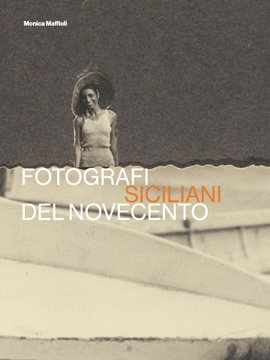 Monica Maffioli
FOTOGRAFI
SICILIANI
DEL NOVECENTO